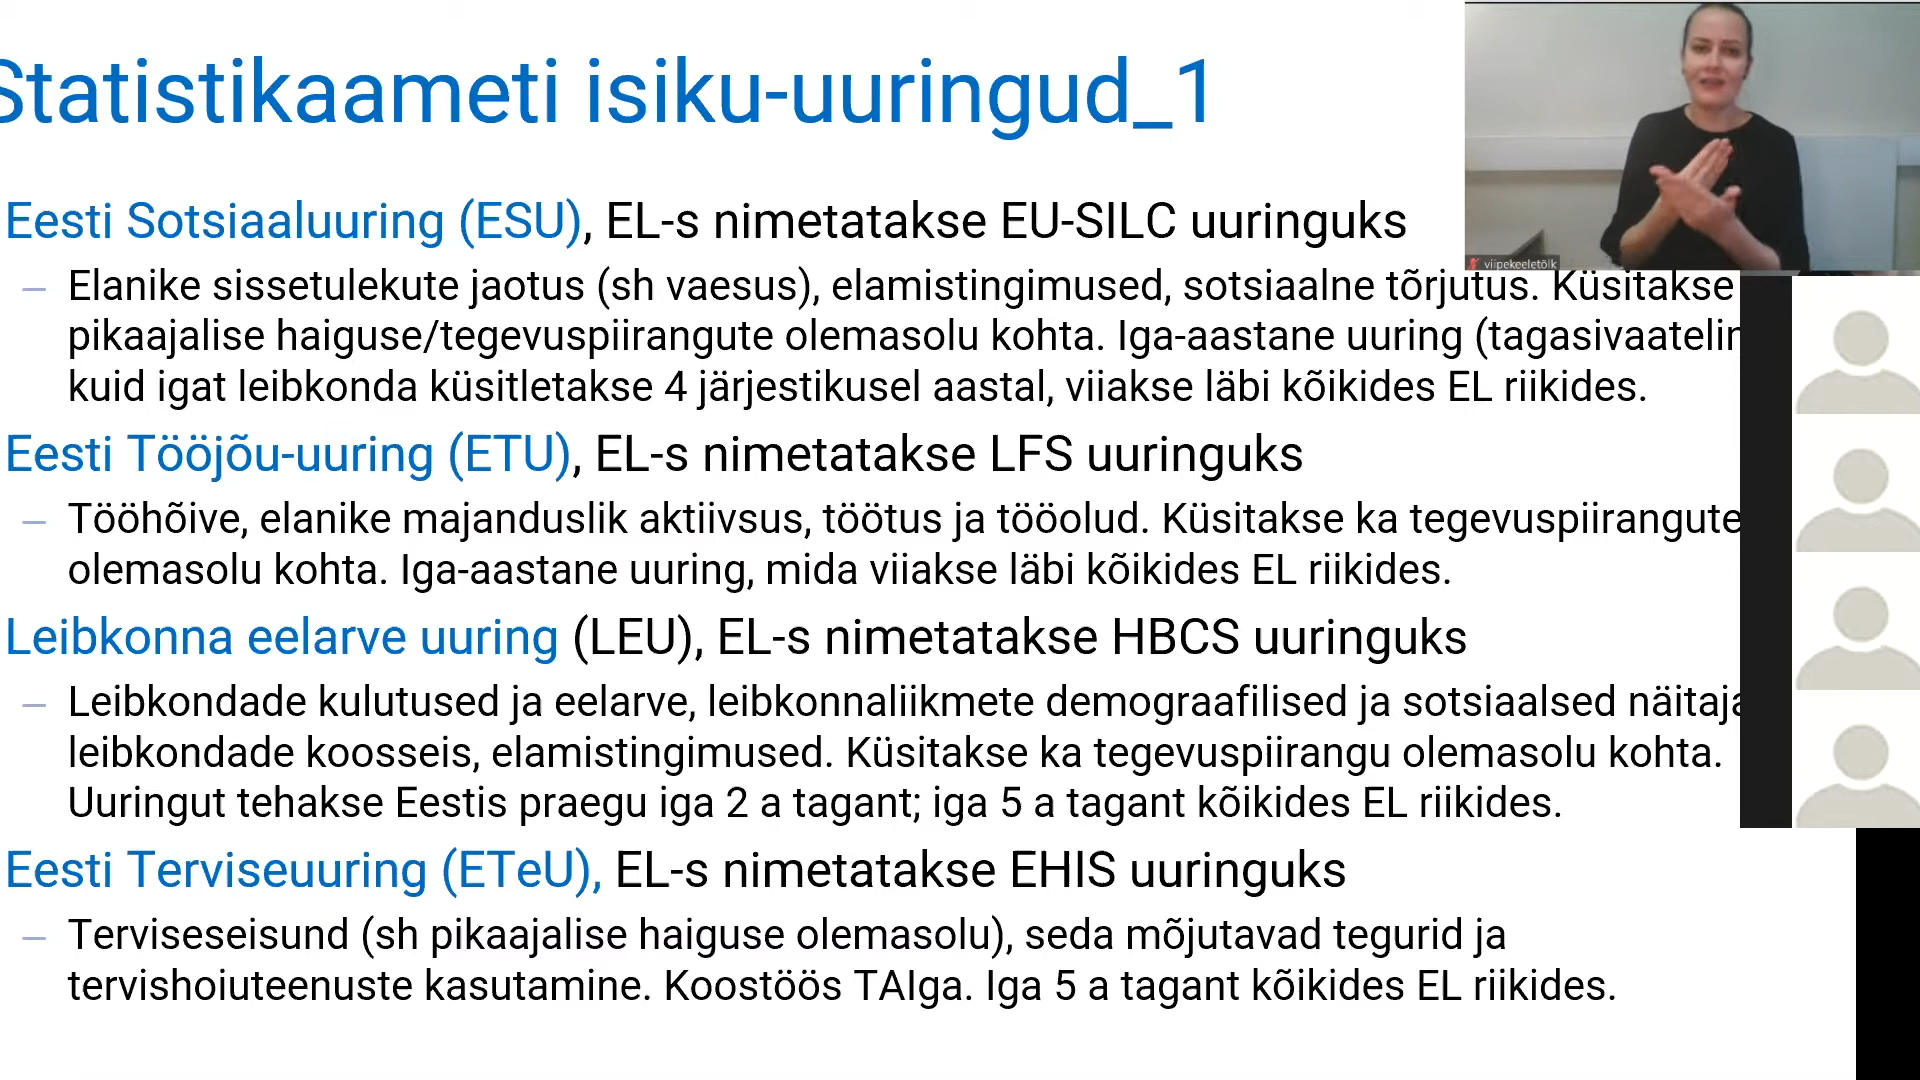 Statistikaameti isiku-uuringud_1
viipekeeletõlk
Eesti Sotsiaaluuring (ESU), EL-s nimetatakse EU-SILC uuringuks
– Elanike sissetulekute jaotus (sh vaesus), elamistingimused, sotsiaalne tõrjutus. Küsitakse
pikaajalise haiguse/tegevuspiirangute olemasolu kohta. Iga-aastane uuring
kuid igat leibkonda küsitletakse 4 järjestikusel aastal, viiakse läbi kõikides EL riikides.
Eesti Tööjõu-uuring (ETU), EL-s nimetatakse LFS uuringuks
– Tööhõive, elanike majanduslik aktiivsus, töötus ja tööolud. Küsitakse ka tegevuspiirangute
olemasolu kohta. Iga-aastane uuring, mida viiakse läbi kõikides EL riikides.
Leibkonna eelarve uuring (LEU), EL-s nimetatakse HBCS uuringuks
– Leibkondade kulutused ja eelarve, leibkonnaliikmete demograafilised ja sotsiaalsed
leibkondade koosseis, elamistingimused. Küsitakse ka tegevuspiirangu olemasolu kohta.
Uuringut tehakse Eestis praegu iga 2 a tagant; iga 5 a tagant kõikides EL riikides.
Eesti Terviseuuring (ETeU), EL-s nimetatakse EHIS uuringuks
– Terviseseisund (sh pikaajalise haiguse olemasolu), seda mõjutavad tegurid ja
tervishoiuteenuste kasutamine. Koostöös TAIga. Iga 5 a tagant kõikides EL riikides.